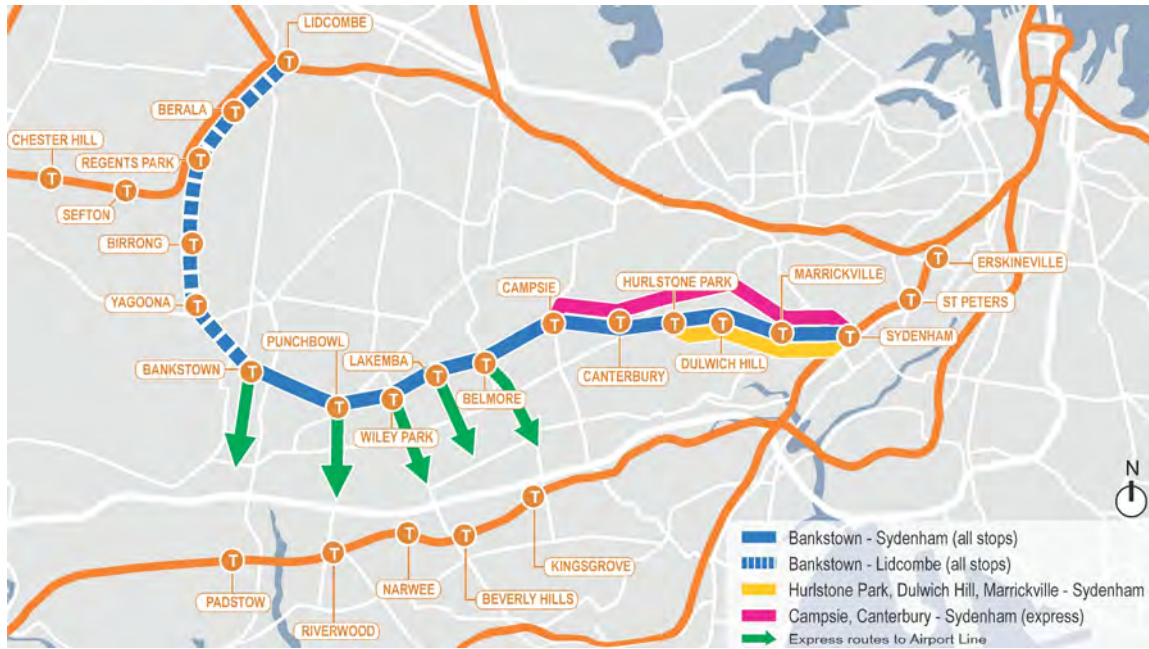 LIDCOMBE
T
BERALA
T
CHESTER HILL
REGENTS PARK
T
T
T
SEFTON
BIRRONG
T
HURLSTONE PARK
MARRICKVILLE
T
ERSKINEVILLE
CAMPSIE
YAGOONA
T
T
ST PETERS
PUNCHBOWL
T
T
T
T
T
T
SYDENHAM
LAKEMBA
BANKSTOWN
T
T
T
DULWICH HILL
CANTERBURY
BELMORE
T
T
WILEY PARK
N
T
KINGSGROVE
T
T
T
T
NARWEE
BEVERLY HILLS
PADSTOW
RIVERWOOD
Bankstown - Sydenham (all stops)
Bankstown - Lidcombe (all stops)
Hurlstone Park, Dulwich Hill, Marrickville - Sydenham
Campsie, Canterbury - Sydenham (express)
Express routes to Airport Line